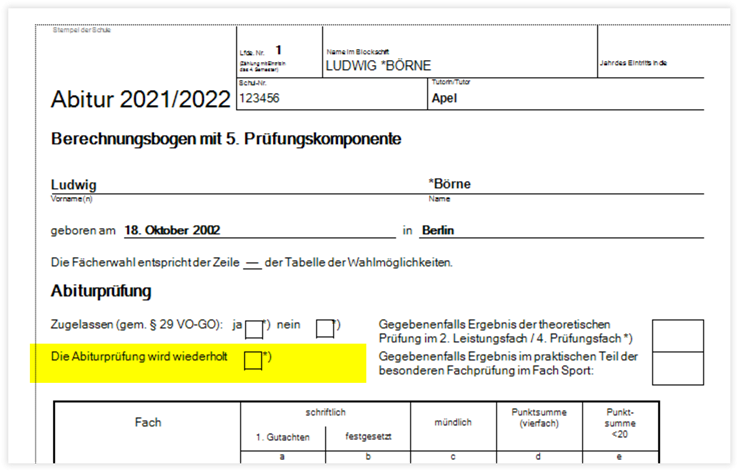 Stempel der Schule
Lfde. Nr. 1
(Zählung mit Eintritt
das 4. Semester)
Name im Blockschrift
LUDWIG *BÖRNE
Jahr des Eintritts in die
Schul-Nr.
123456
Tutorin/Tutor
Apel
Abitur 2021/2022
Berechnungsbogen mit 5. Prüfungskomponente
Ludwig *Börne
Vorname(n) Name
geboren am 18. Oktober 2002 in Berlin
Die Fächerwahl entspricht der Zeile — der Tabelle der Wahlmöglichkeiten.
Abiturprüfung
Zugelassen (gem. § 29 VO-GO): ja *) nein *)
Gegebenenfalls Ergebnis der theoretischen
Prüfung im 2. Leistungsfach / 4. Prüfungsfach *)
Die Abiturprüfung wird wiederholt *)
Gegebenenfalls Ergebnis im praktischen Teil der
besonderen Fachprüfung im Fach Sport:
Fach
schriftlich
1. Gutachten
festgesetzt
mündlich
Punktsumme
(vierfach)
Punkt-
summe
<20
a b c d e